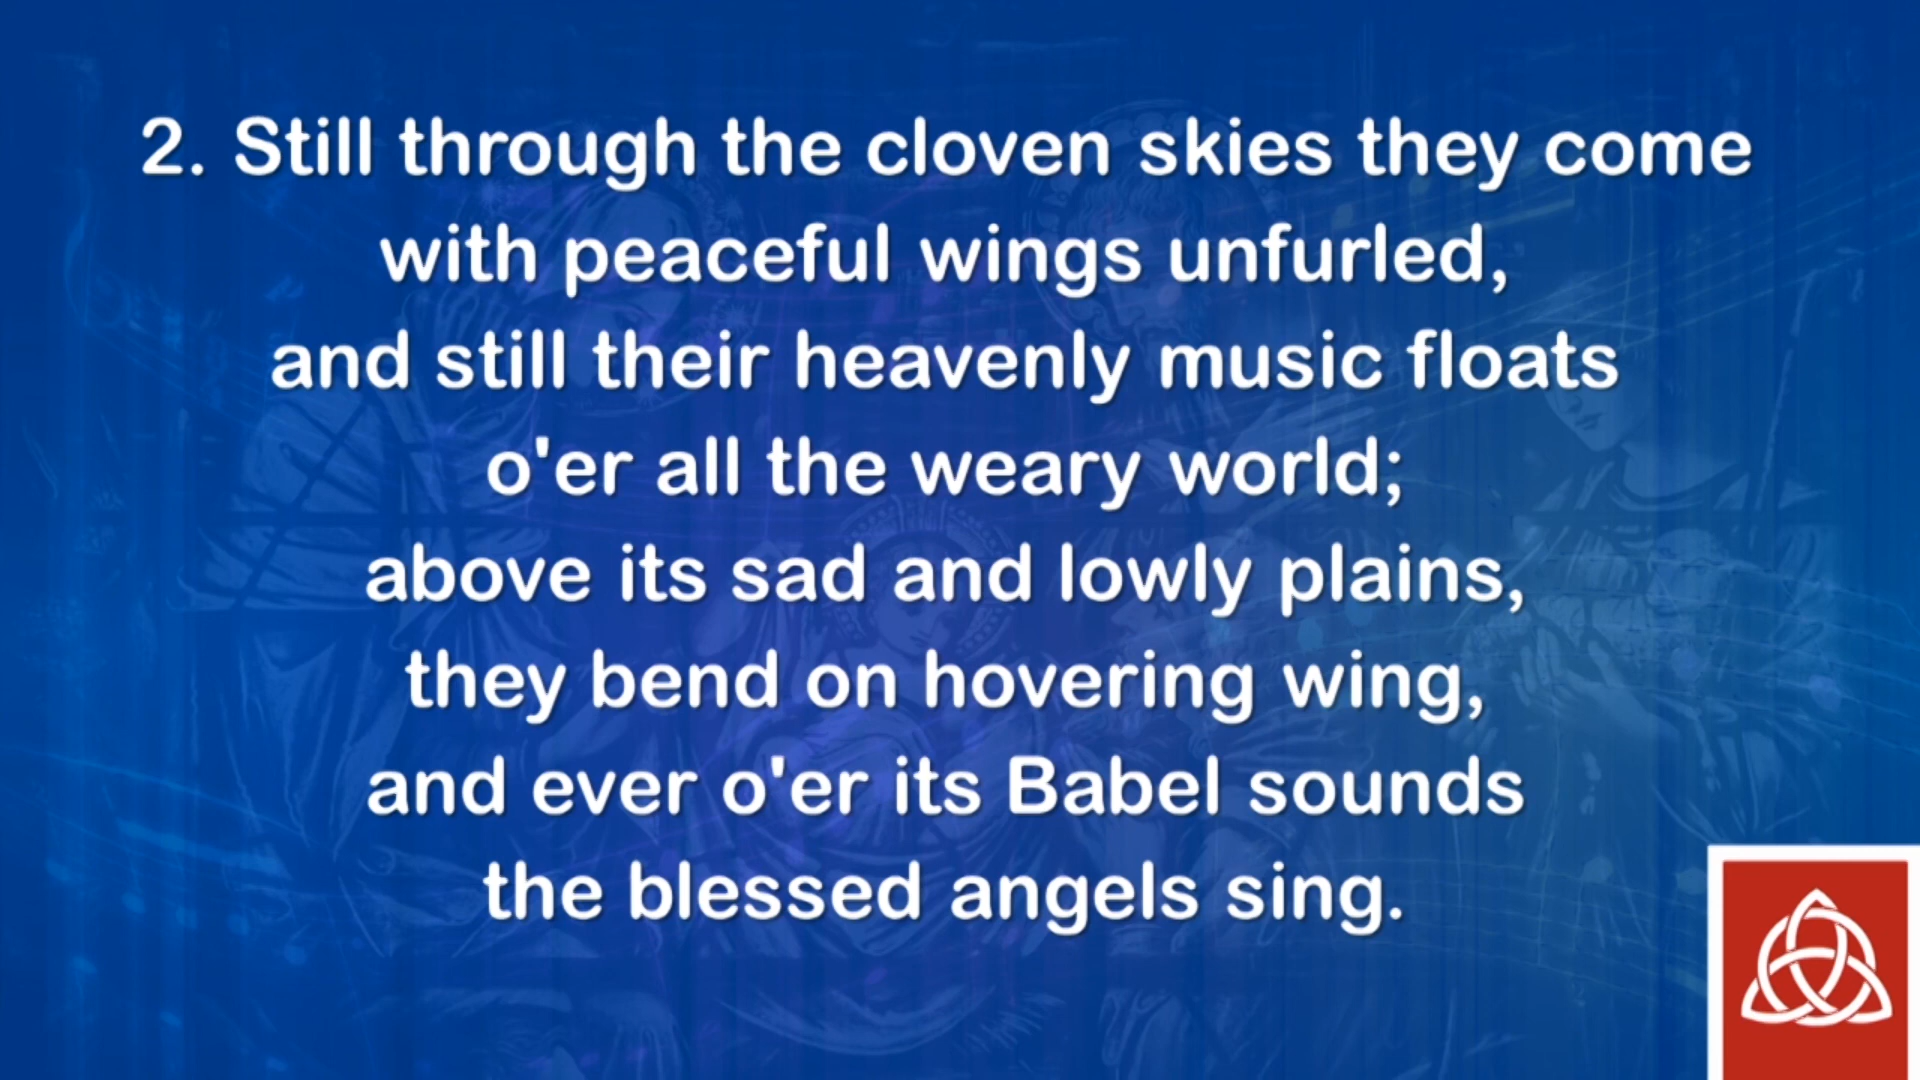 2. Still through the cloven skies they come
with peaceful wings unfurled,
and still their heavenly music floats
o'er all the weary world;
above its sad and lowly plains,
they bend on hovering wing,
and ever o'er its Babel sounds
the blessed angels sing.